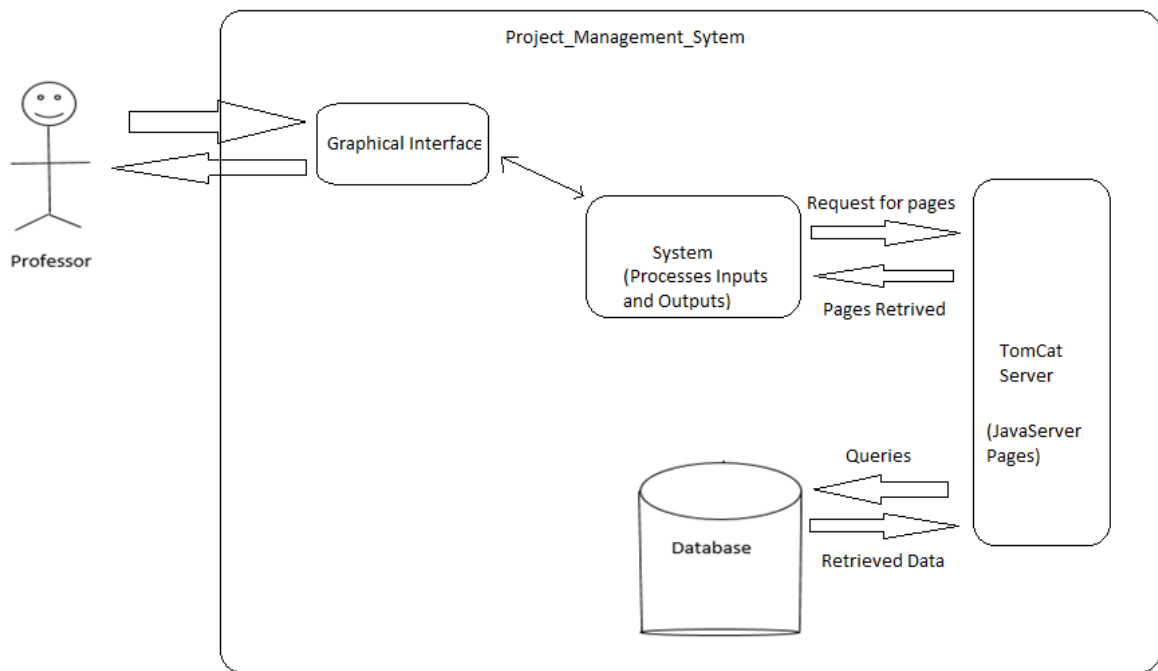 Project_Management_Sytem
Graphical Interface
Professor
System
(Processes Inputs
and Outputs)
Request for pages
Pages Retrived
TomCat
Server
(JavaServer
Pages)
Queries
Database
Retrieved Data